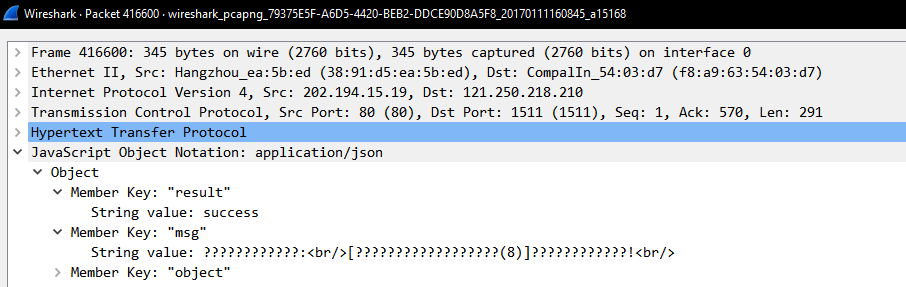 Wireshark · Packet 416600 · wireshark_pcapng_79375E5F-A6D5-4420-BEB2-DDCE90D8A5F8_20170111160845_a15168
Frame 416600: 345 bytes on wire (2760 bits), 345 bytes captured (2760 bits) on interface 0
Ethernet II, Src: Hangzhou_ea:5b:ed (38:91:d5:ea:5b:ed), Dst: CompalIn_54:03:d7 (f8:a9:63:54:03:d7)
Internet Protocol Version 4, Src: 202.194.15.19, Dst: 121.250.218.210
Transmission Control Protocol, Src Port: 80 (80), Dst Port: 1511 (1511), Seq: 1, Ack: 570, Len: 291
Hypertext Transfer Protocol
JavaScript Object Notation: application/json
Object
Member Key: "result"
String value: success
Member Key: "msg"
String value: ????????????:<br/>[??????????????????(8)]????????????!<br/>
Member Key: "object"